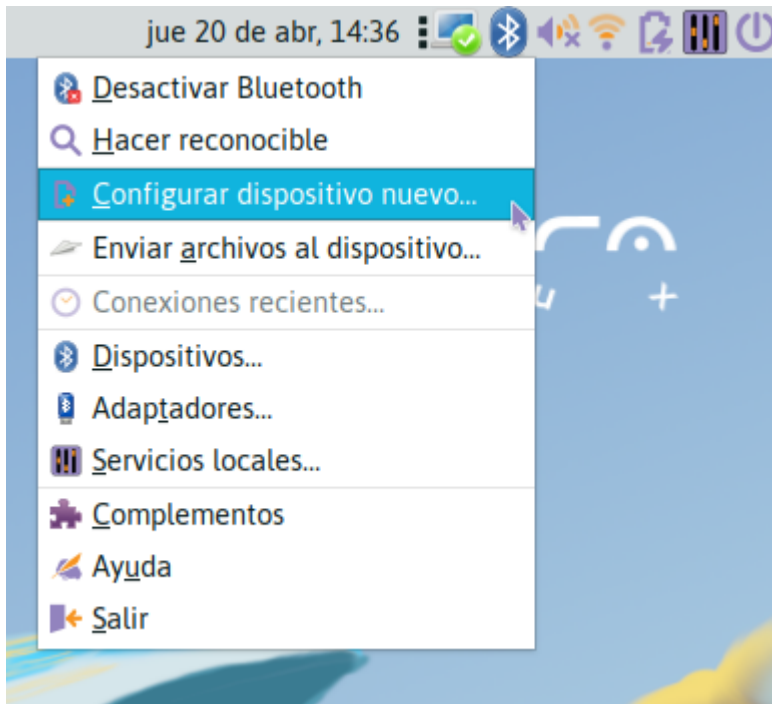 jue 20 de abr, 14:36
Desactivar Bluetooth
Hacer reconocible
Configurar dispositivo nuevo...
Enviar archivos al dispositivo...
Conexiones recientes...
Dispositivos...
Adaptadores...
Servicios locales...
Complementos
Ayuda
Salir